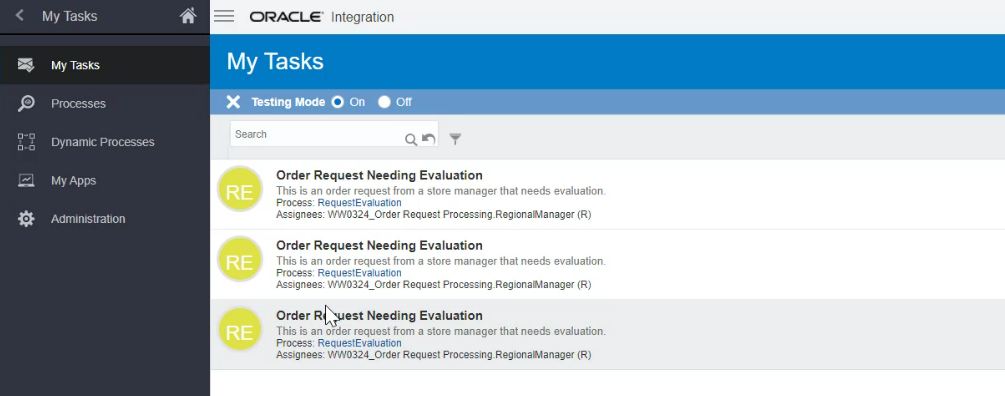 My Tasks
ORACLE® Integration
My Tasks
Processes
Dynamic Processes
My Apps
Administration
My Tasks
Testing Mode On Off
Search
RE
Order Request Needing Evaluation
This is an order request from a store manager that needs evaluation.
Process: RequestEvaluation
Assignees: WW0324_Order Request Processing.RegionalManager (R)
RE
Order Request Needing Evaluation
This is an order request from a store manager that needs evaluation.
Process: RequestEvaluation
Assignees: WW0324_Order Request Processing.RegionalManager (R)
RE
Order Request Needing Evaluation
This is an order request from a store manager that needs evaluation.
Process: RequestEvaluation
Assignees: WW0324_Order Request Processing.RegionalManager (R)